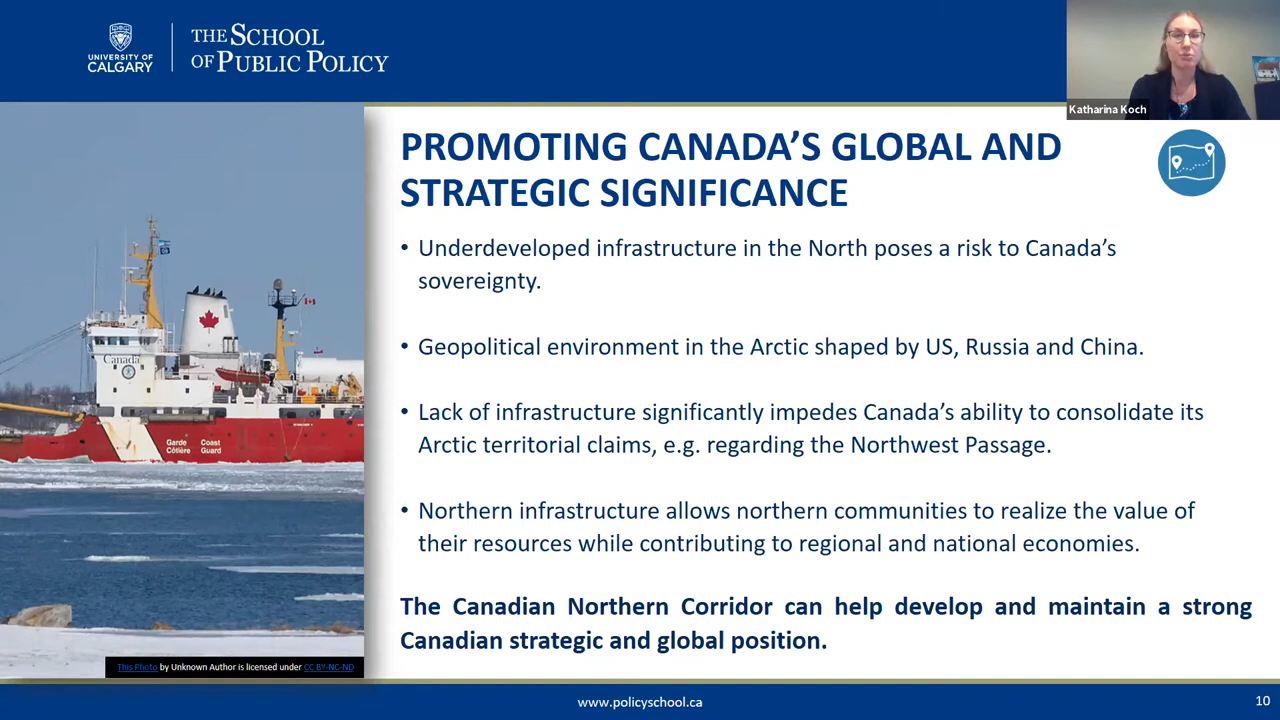 UNIVERSITY OF
CALGARY
THE SCHOOL
OF PUBLIC POLICY
Katharina Koch
PROMOTING CANADA'S GLOBAL AND
STRATEGIC SIGNIFICANCE
• Underdeveloped infrastructure in the North poses a risk to Canada's
sovereignty.
• Geopolitical environment in the Arctic shaped by US, Russia and China.
• Lack of infrastructure significantly impedes Canada's ability to consolidate its
Arctic territorial claims, e.g. regarding the Northwest Passage.
• Northern infrastructure allows northern communities to realize the value of
their resources while contributing to regional and national economies.
The Canadian Northern Corridor can help develop and maintain a strong
Canadian strategic and global position.
Canada
Garde Coast
Côtière Guard
This Photo by Unknown Author is licensed under CC BY-NC-ND
www.policyschool.ca
10